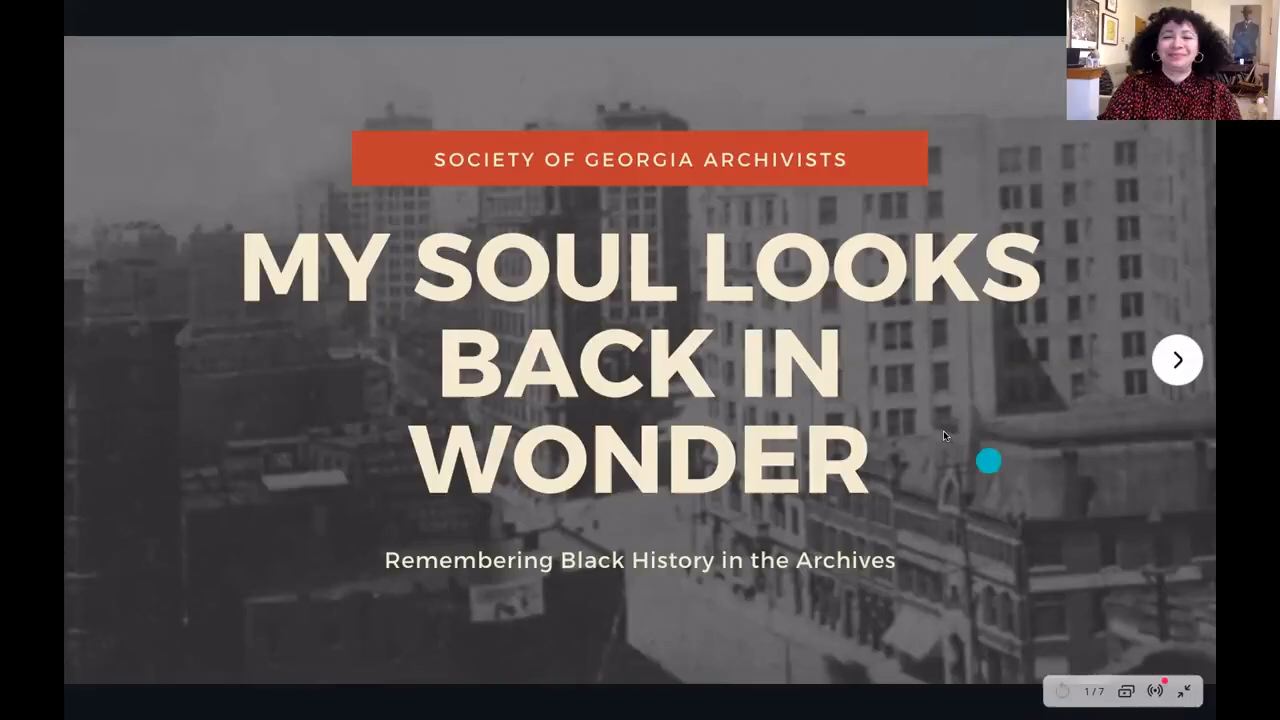 SOCIETY OF GEORGIA ARCHIVISTS
MY SOUL LOOKS
BACK IN
WONDER
Remembering Black History in the Archives
1/7